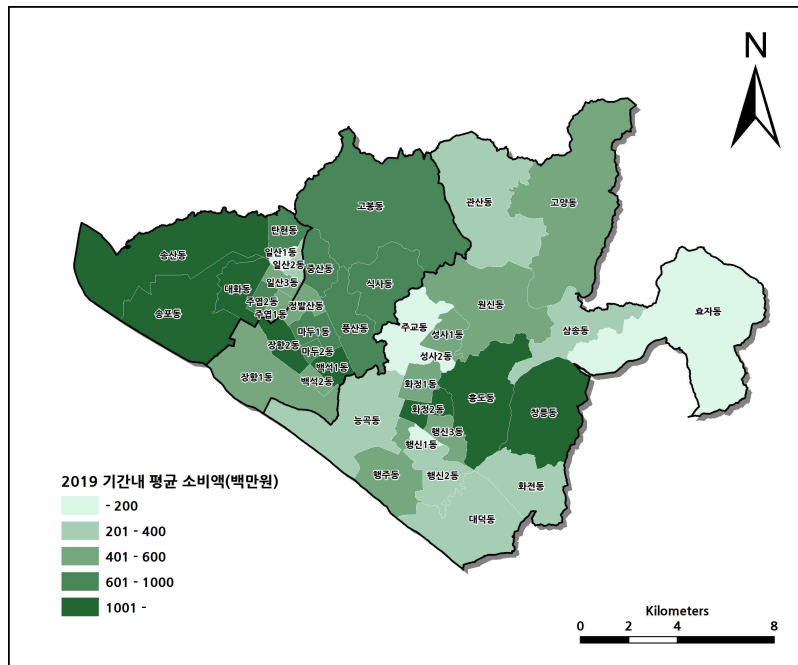 N
고봉동
관산동
고양동
송산동
탄현동
일산1동
일산2동
중산동
식사동
대화동
일산3동
주엽2동
정발산동
주엽1동
송포동
원신동
효자동
주교동
성사1동
삼송동
풍산동
마두1동
장항2동
마두2동
성사2동
백석1동
장항1동
백석2동
화정1동
흥도동
창릉동
능곡동
화정2동
행신3동
행신1동
행주동
행신2동
화전동
대덕동
2019 기간내 평균 소비액(백만원)
- 200
201 - 400
401 - 600
601 - 1000
1001 -
Kilometers
0 2 4 8